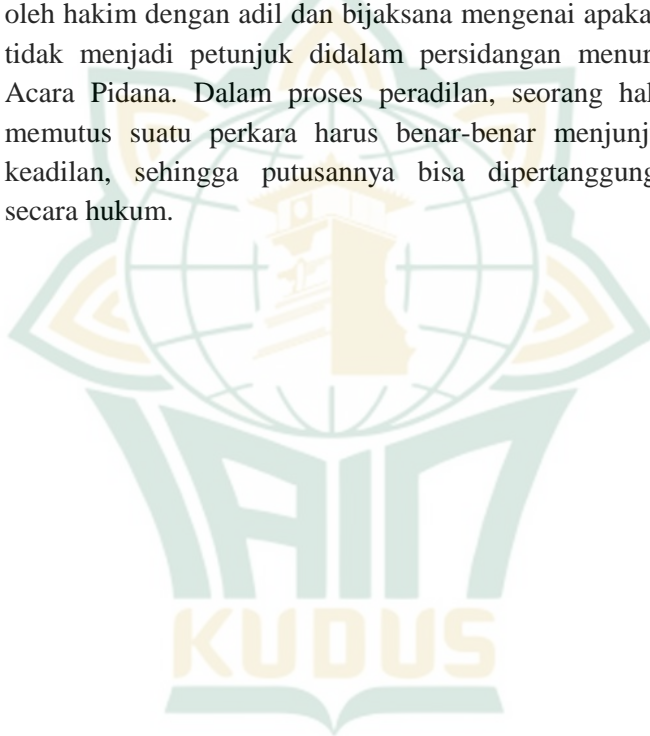 oleh hakim dengan adil dan bijaksana mengenai apaka
tidak menjadi petunjuk didalam persidangan menur
Acara Pidana. Dalam proses peradilan, seorang hal
memutus suatu perkara harus benar-benar menjunj
keadilan, sehingga putusannya bisa dipertanggung
secara hukum.
IAIN
KUDUS